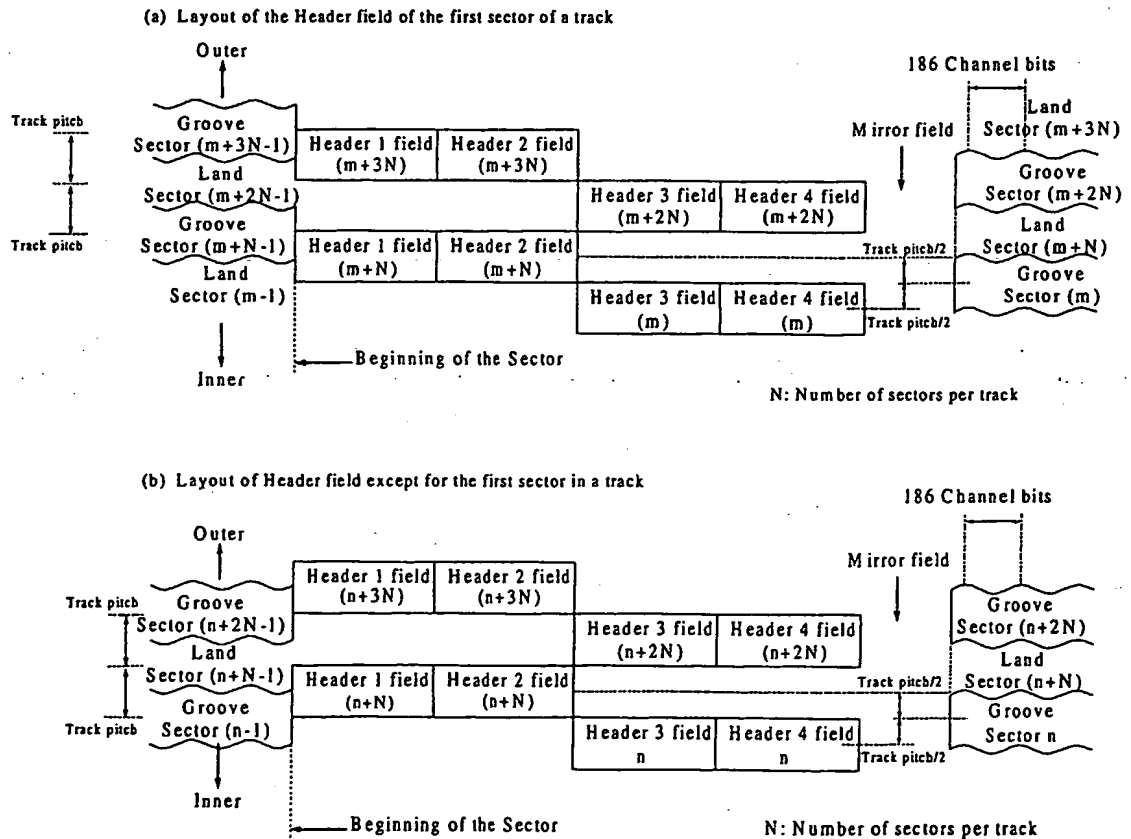 (a) Layout of the Header field of the first sector of a track
Outer
186 Channel bits
Track pitch
Groove
Sector (m+3N-1)
Land
Sector (m+2N-1)
Groove
Sector (m+N-1)
Land
Sector (m-1)
Track pitch
Header 1 field
(m+3N)
Header 2 field
(m+3N)
Header 3 field
(m+2N)
Header 4 field
(m+2N)
Header 1 field
(m+N)
Header 2 field
(m+N)
Header 3 field
(m)
Header 4 field
(m)
Mirror field
Track pitch/2
Track pitch/2
Land
Sector (m+3N)
Groove
Sector (m+2N)
Land
Sector (m+N)
Groove
Sector (m)
Beginning of the Sector
Inner
N: Number of sectors per track
(b) Layout of Header field except for the first sector in a track
186 Channel bits
Outer
Track pitch
Groove
Sector (n+2N-1)
Land
Sector (n+N-1)
Groove
Sector (n-1)
Track pitch
Header 1 field
(n+3N)
Header 2 field
(n+3N)
Header 3 field
(n+2N)
Header 4 field
(n+2N)
Header 1 field
(n+N)
Header 2 field
(n+N)
Header 3 field
n
Header 4 field
n
Mirror field
Track pitch/2
Track pitch/2
Groove
Sector (n+2N)
Land
Sector (n+N)
Groove
Sector n
Inner
Beginning of the Sector
N: Number of sectors per track